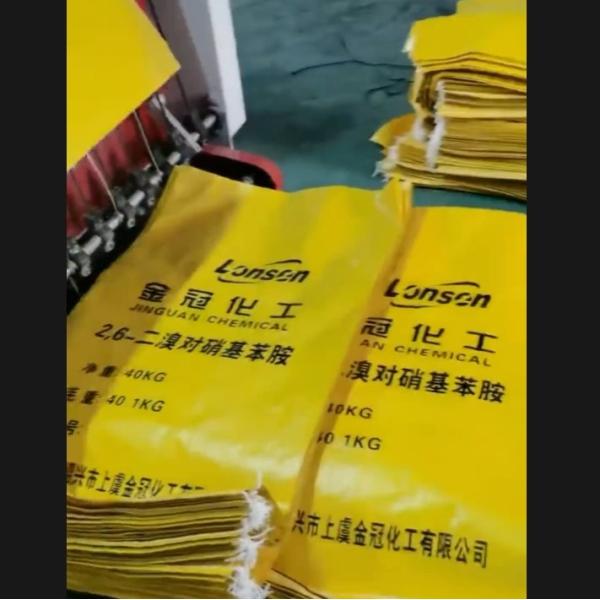 Lonsen
金冠化工
JINGUAN CHEMICAL
2,6-二溴对硝基苯胺
净重: 40KG
毛重: 40.1KG
号:
兴市上虞金冠化工
Lonsen
冠化工
AN CHEMICAL
溴对硝基苯胺
40KG
40.1KG
兴市上虞金冠化工有限公司